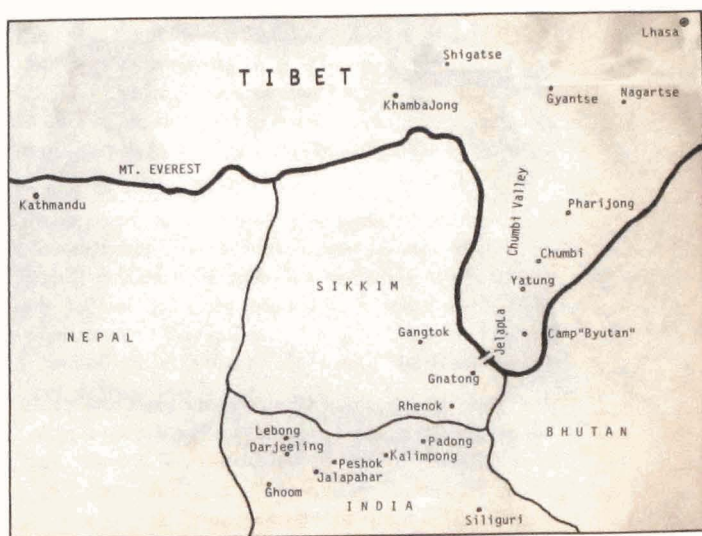 Lhasa
Shigatse
TIBET
KhambaJong
Gyantse
Nagartse
MT. EVEREST
Kathmandu
Chumbi Valley
Pharijong
Chumbi
SIKKIM
Yatung
NEPAL
Gangtok
JelapLa
Camp"Byutan"
Gnatong
Rhenok
BHUTAN
Lebong
Darjeeling
Padong
Kalimpong
Peshok
Jalapahar
Ghoom
INDIA
Siliguri